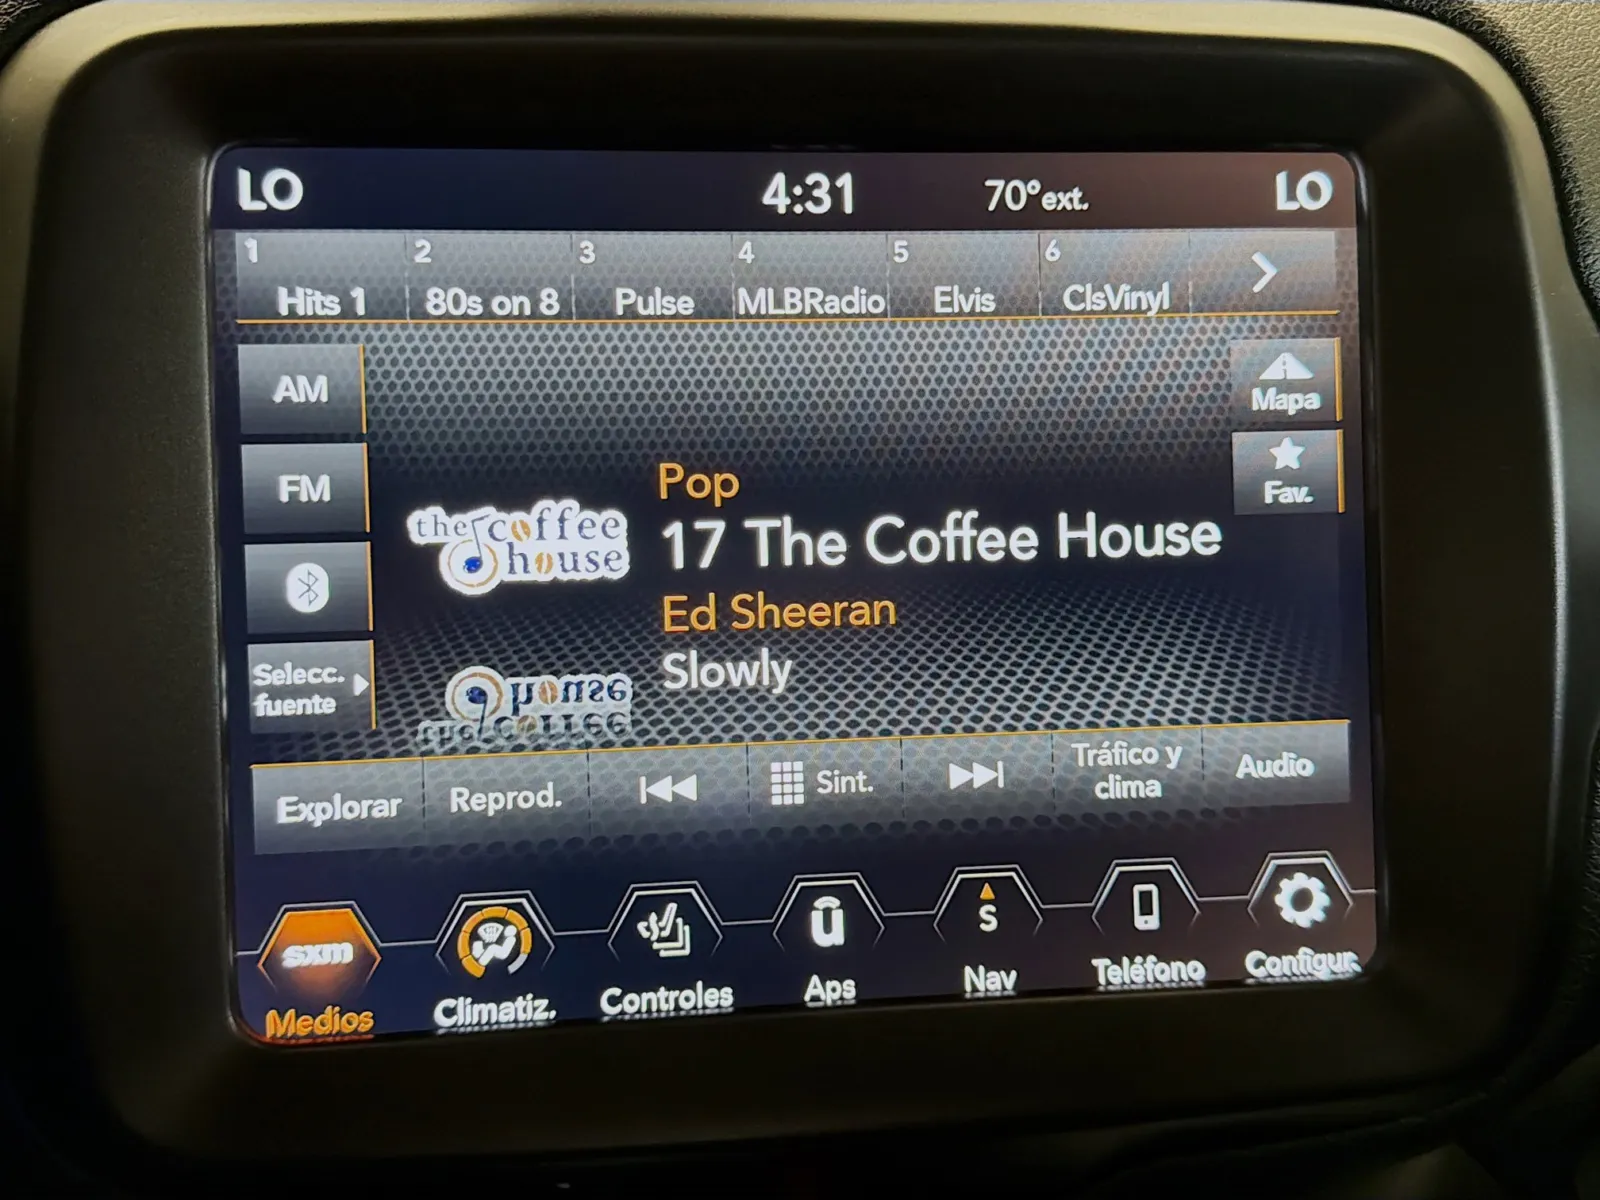 LO 4:31 70° ext. LO
1 2 3 4 5 6
Hits 1 80s on 8 Pulse MLBRadio Elvis ClsVinyl
AM
Mapa
FM
Fav.
the coffee
house
Pop
17 The Coffee House
Ed Sheeran
Slowly
Selecc.
fuente
Explorar Reprod. Sint. Tráfico y
clima
Audio
sxm
Medios Climatiz. Controles Aps S Nav Teléfono Configur.